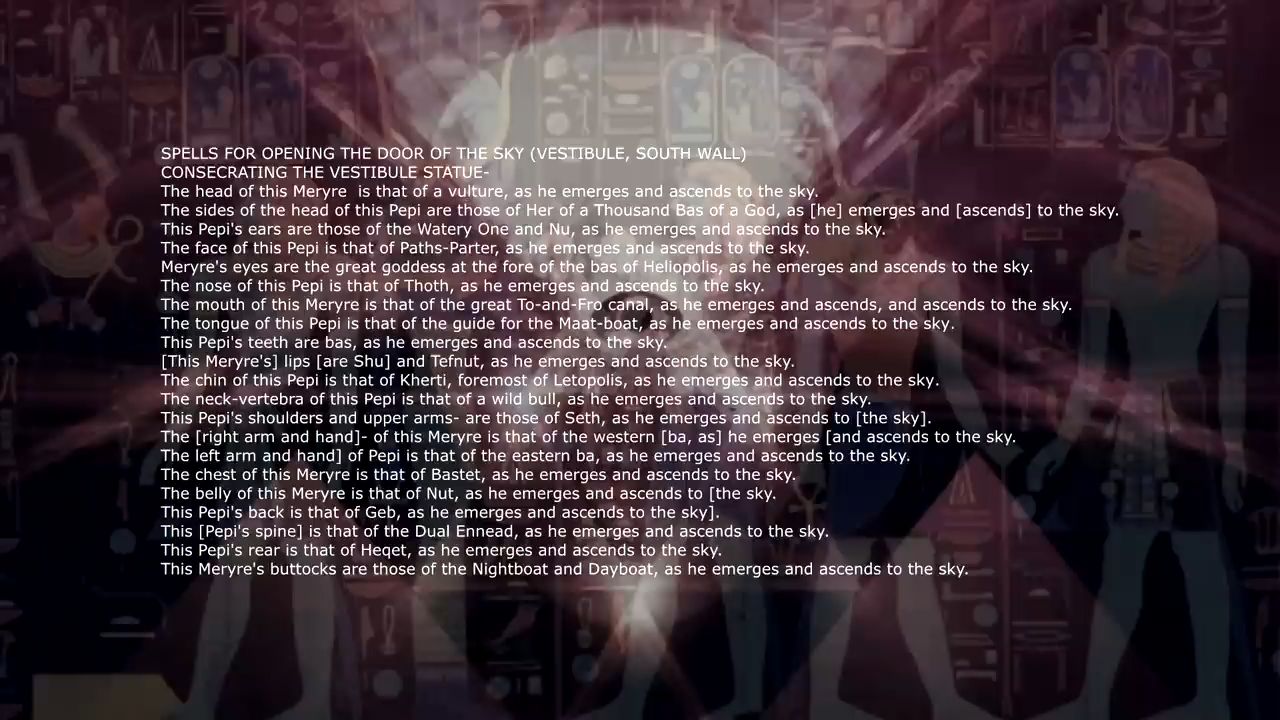 SPELLS FOR OPENING THE DOOR OF THE SKY (VESTIBULE, SOUTH WALL)
CONSECRATING THE VESTIBULE STATUE-
The head of this Meryre  is that of a vulture, as he emerges and ascends to the sky.
The sides of the head of this Pepi are those of Her of a Thousand Bas of a God, as [he] emerges and [ascends] to the sky.
This Pepi's ears are those of the Watery One and Nu, as he emerges and ascends to the sky.
The face of this Pepi is that of Paths-Parter, as he emerges and ascends to the sky.
Meryre's eyes are the great goddess at the fore of the bas of Heliopolis, as he emerges and ascends to the sky.
The nose of this Pepi is that of Thoth, as he emerges and ascends to the sky.
The mouth of this Meryre is that of the great To-and-Fro canal, as he emerges and ascends, and ascends to the sky.
The tongue of this Pepi is that of the guide for the Maat-boat, as he emerges and ascends to the sky.
This Pepi's teeth are bas, as he emerges and ascends to the sky.
[This Meryre's] lips [are Shu] and Tefnut, as he emerges and ascends to the sky.
The chin of this Pepi is that of Kherti, foremost of Letopolis, as he emerges and ascends to the sky.
The neck-vertebra of this Pepi is that of a wild bull, as he emerges and ascends to the sky.
This Pepi's shoulders and upper arms- are those of Seth, as he emerges and ascends to [the sky].
The [right arm and hand]- of this Meryre is that of the western [ba, as] he emerges [and ascends to the sky.
The left arm and hand] of Pepi is that of the eastern ba, as he emerges and ascends to the sky.
The chest of this Meryre is that of Bastet, as he emerges and ascends to the sky.
The belly of this Meryre is that of Nut, as he emerges and ascends to [the sky.
This Pepi's back is that of Geb, as he emerges and ascends to the sky].
This [Pepi's spine] is that of the Dual Ennead, as he emerges and ascends to the sky.
This Pepi's rear is that of Heqet, as he emerges and ascends to the sky.
This Meryre's buttocks are those of the Nightboat and Dayboat, as he emerges and ascends to the sky.